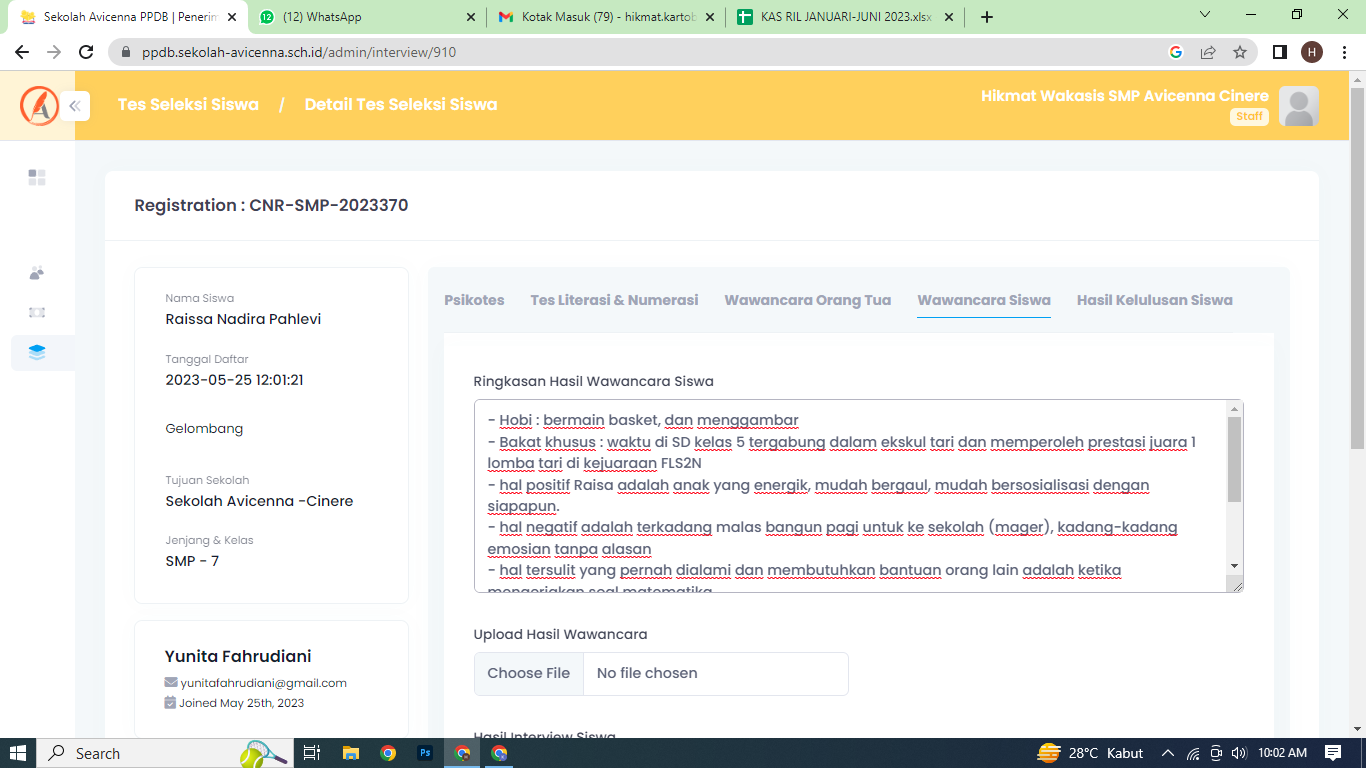 Sekolah Avicenna PPDB | Penerim
(12) WhatsApp
Kotak Masuk (79) - hikmat.kartob
KAS RIL JANUARI-JUNI 2023.xlsx
ppdb.sekolah-avicenna.sch.id/admin/interview/910
H
Tes Seleksi Siswa / Detail Tes Seleksi Siswa
Hikmat Wakasis SMP Avicenna Cinere
Staff
Registration : CNR-SMP-2023370
Nama Siswa
Raissa Nadira Pahlevi
Tanggal Daftar
2023-05-25 12:01:21
Gelombang
Tujuan Sekolah
Sekolah Avicenna -Cinere
Jenjang & Kelas
SMP - 7
Yunita Fahrudiani
yunitafahrudiani@gmail.com
Joined May 25th, 2023
Psikotes Tes Literasi & Numerasi Wawancara Orang Tua Wawancara Siswa Hasil Kelulusan Siswa
Ringkasan Hasil Wawancara Siswa
- Hobi : bermain basket, dan menggambar
- Bakat khusus : waktu di SD kelas 5 tergabung dalam ekskul tari dan memperoleh prestasi juara 1
lomba tari di kejuaraan FLS2N
- hal positif Raisa adalah anak yang energik, mudah bergaul, mudah bersosialisasi dengan
siapapun.
- hal negatif adalah terkadang malas bangun pagi untuk ke sekolah (mager), kadang-kadang
emosian tanpa alasan
- hal tersulit yang pernah dialami dan membutuhkan bantuan orang lain adalah ketika
mengerjakan soal matematika
Upload Hasil Wawancara
Choose File No file chosen
Hasil Interview Siswa
Search
Ps
28°C Kabut
10:02 AM